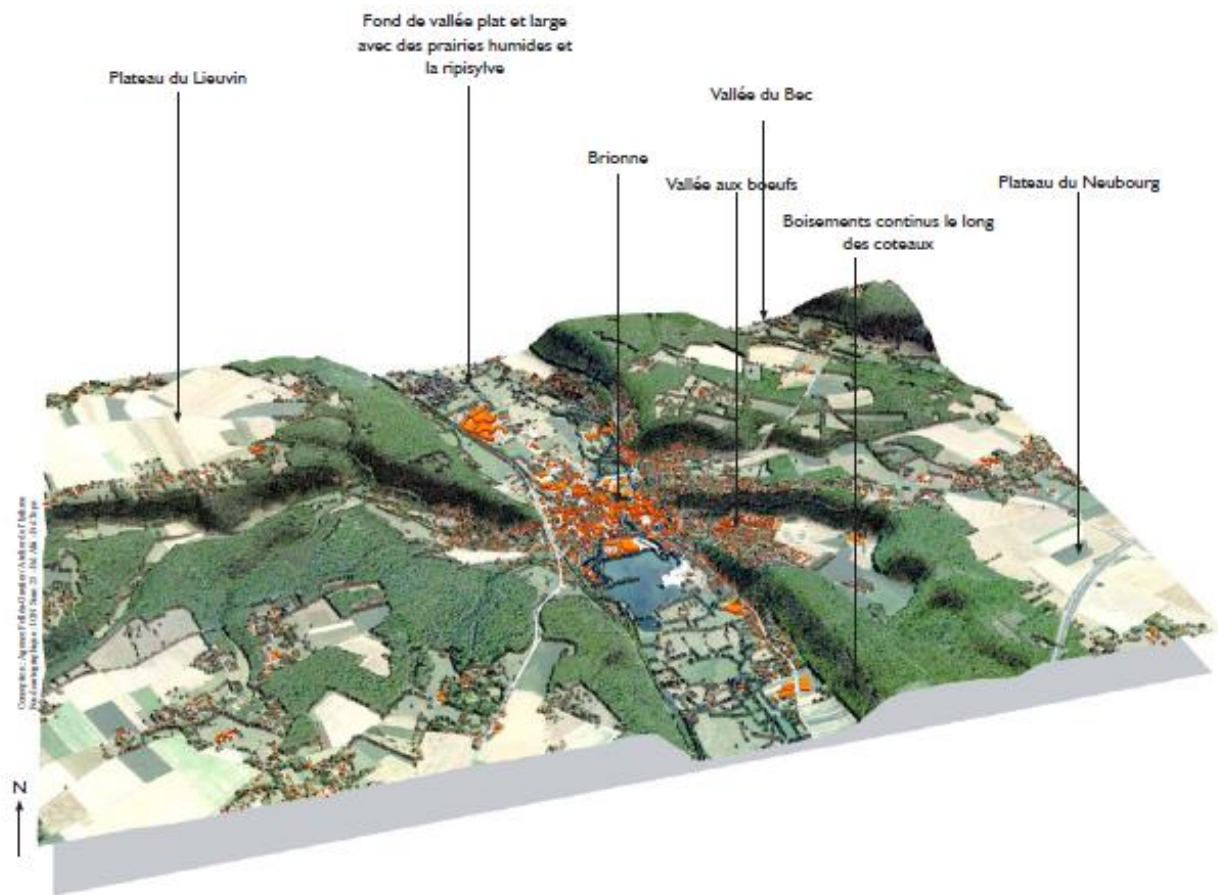 Fond de vallée plat et large
avec des prairies humides et
la ripisylve
Plateau du Lieuvin
Vallée du Bec
Brionne
Vallée aux boeufs
Plateau du Neubourg
Boisements continus le long
des coteaux
N